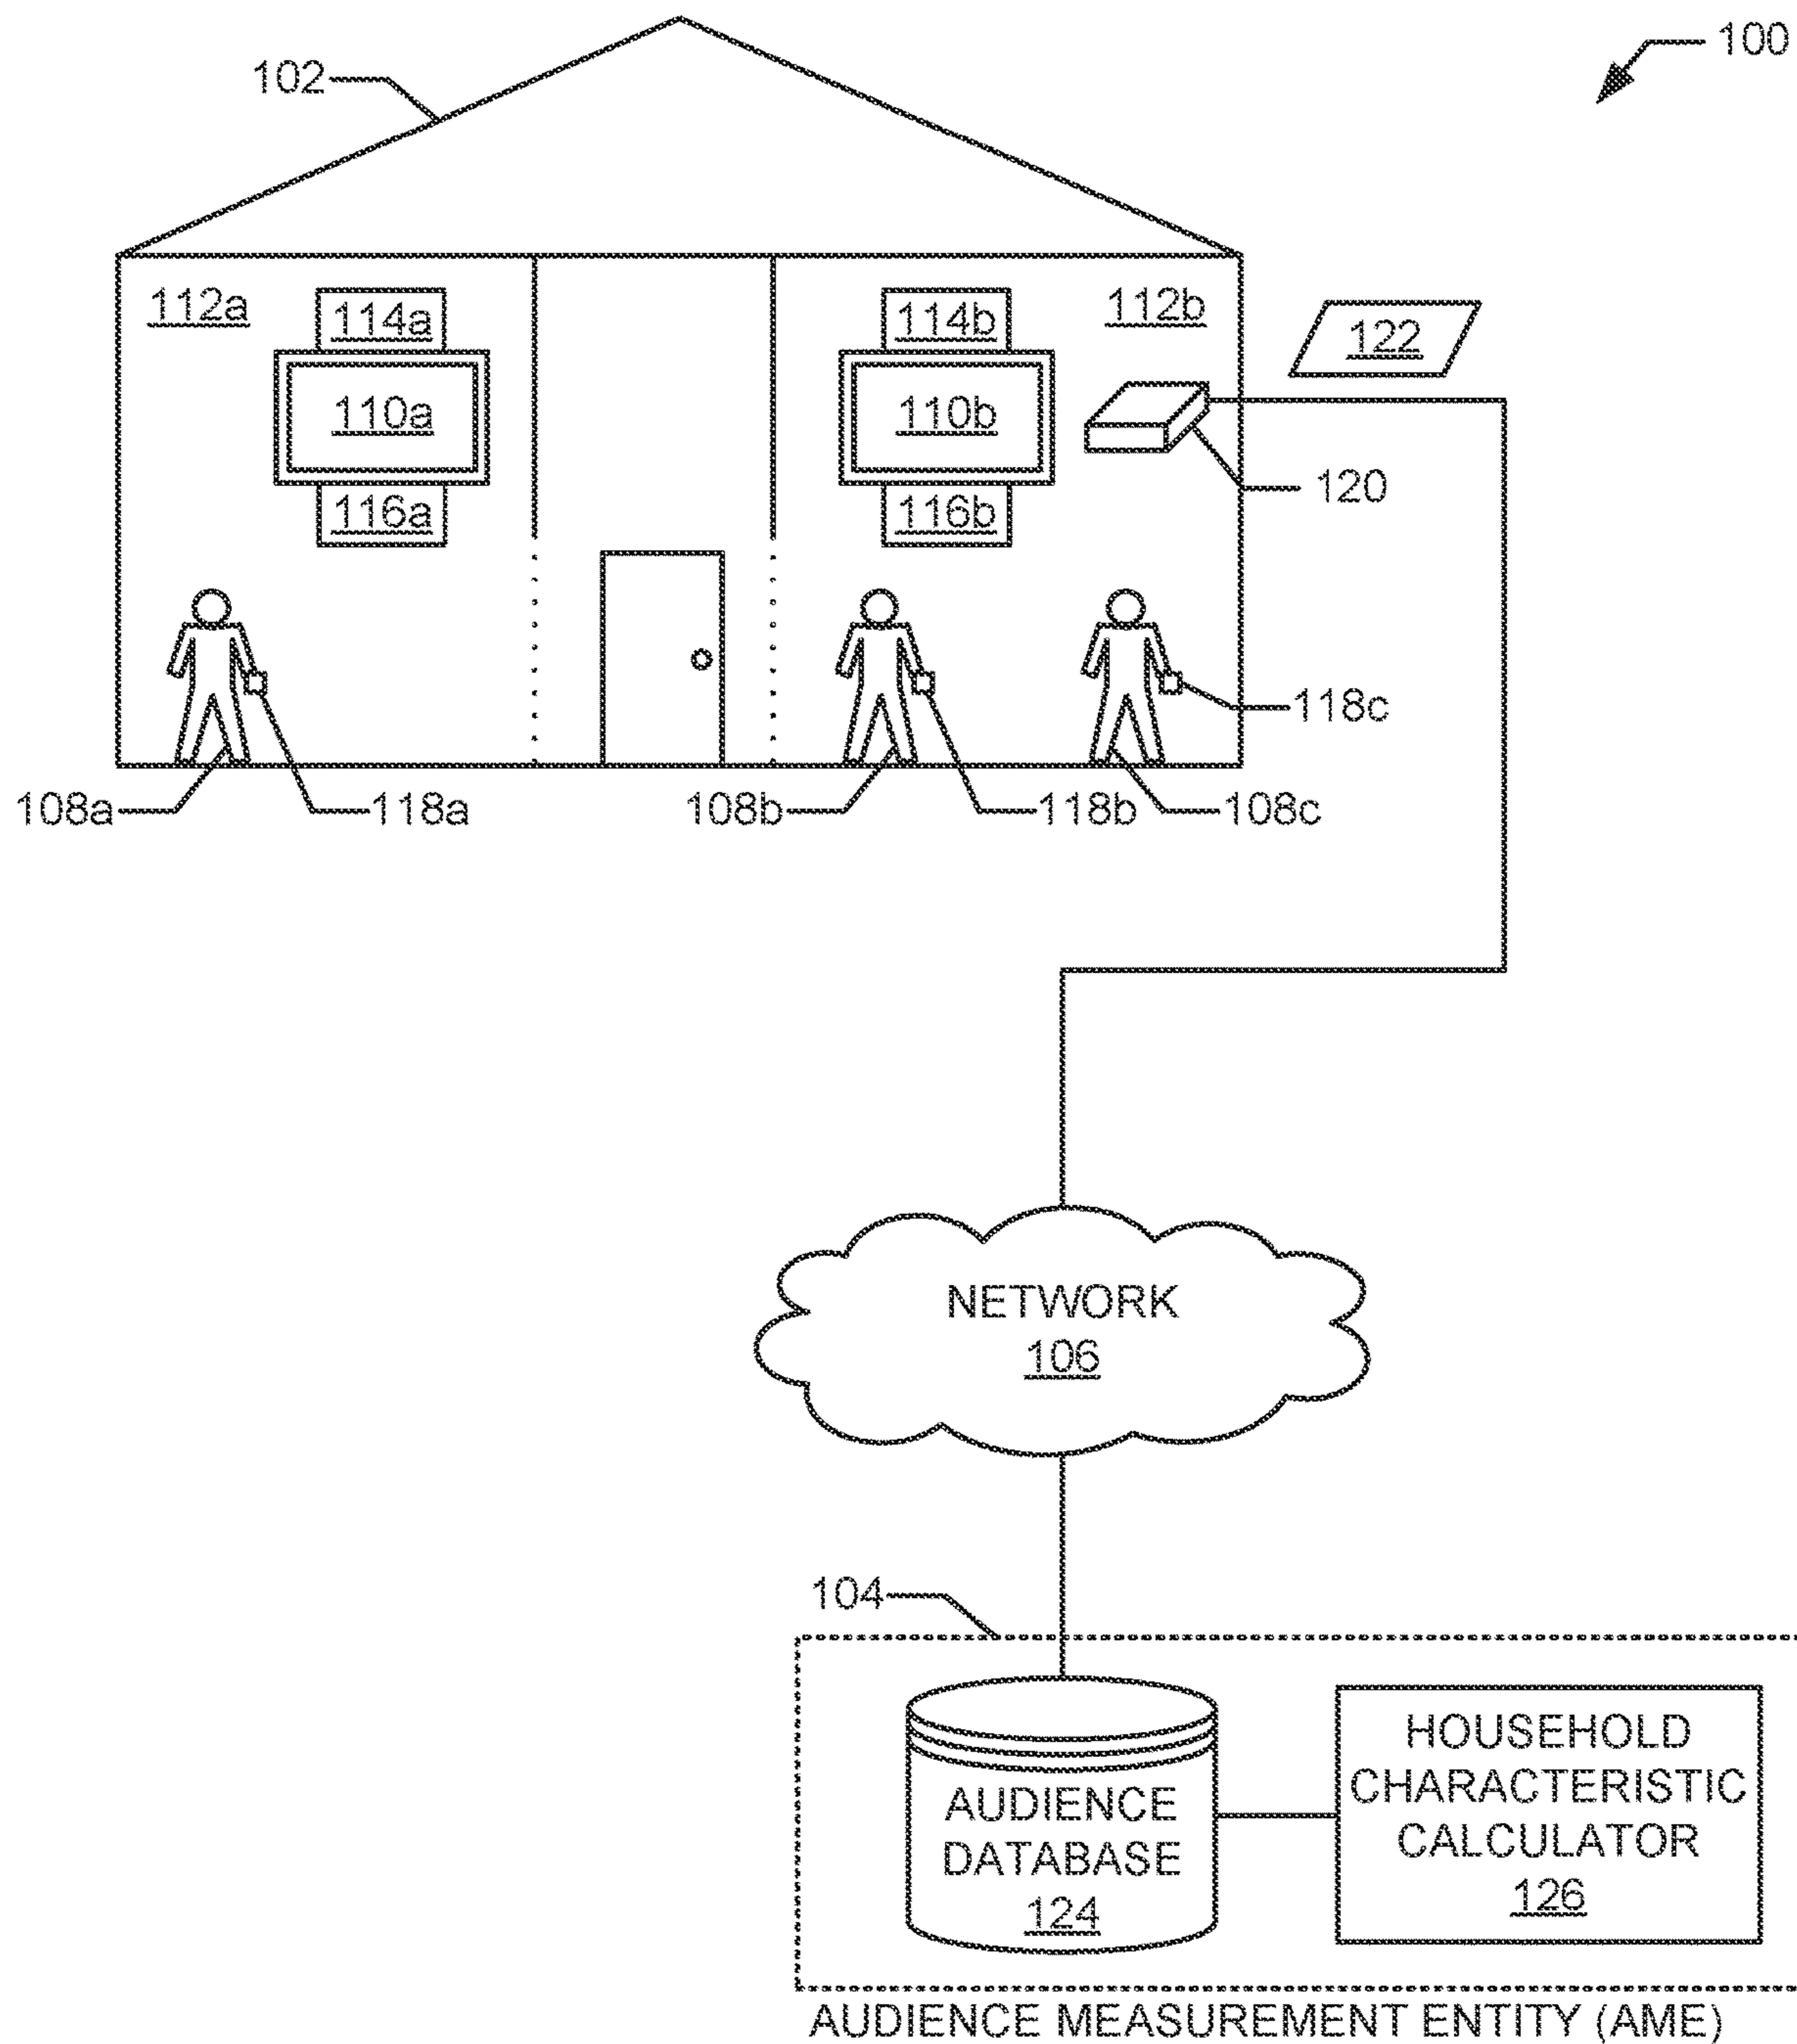 100
102
112a
114a
114b
112b
122
110a
110b
116a
116b
120
118c
108a
118a
108b
118b
108c
NETWORK
106
104
AUDIENCE
DATABASE
124
HOUSEHOLD
CHARACTERISTIC
CALCULATOR
126
AUDIENCE MEASUREMENT ENTITY (AME)